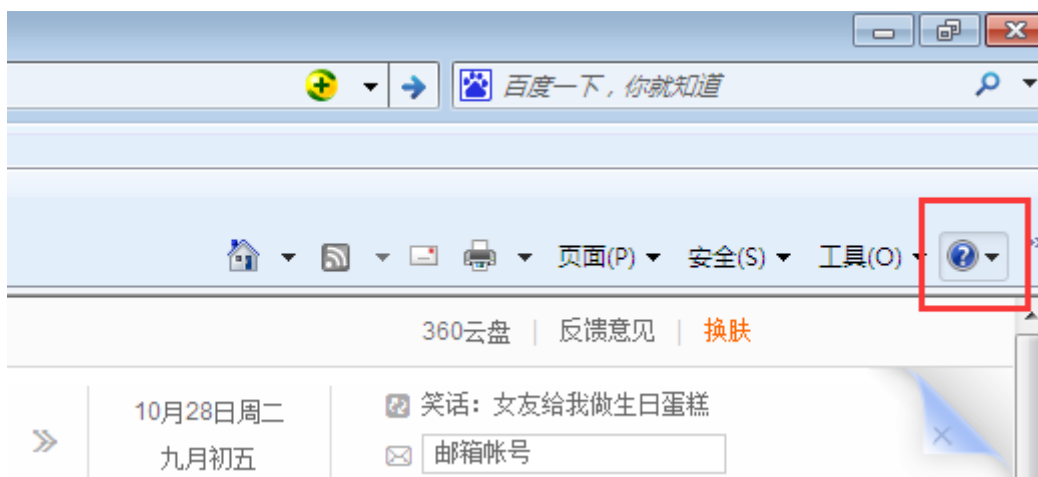 百度一下，你就知道
页面(P) 安全(S) 工具(O)
360云盘 | 反馈意见 | 换肤
10月28日周二
九月初五
笑话：女友给我做生日蛋糕
邮箱帐号